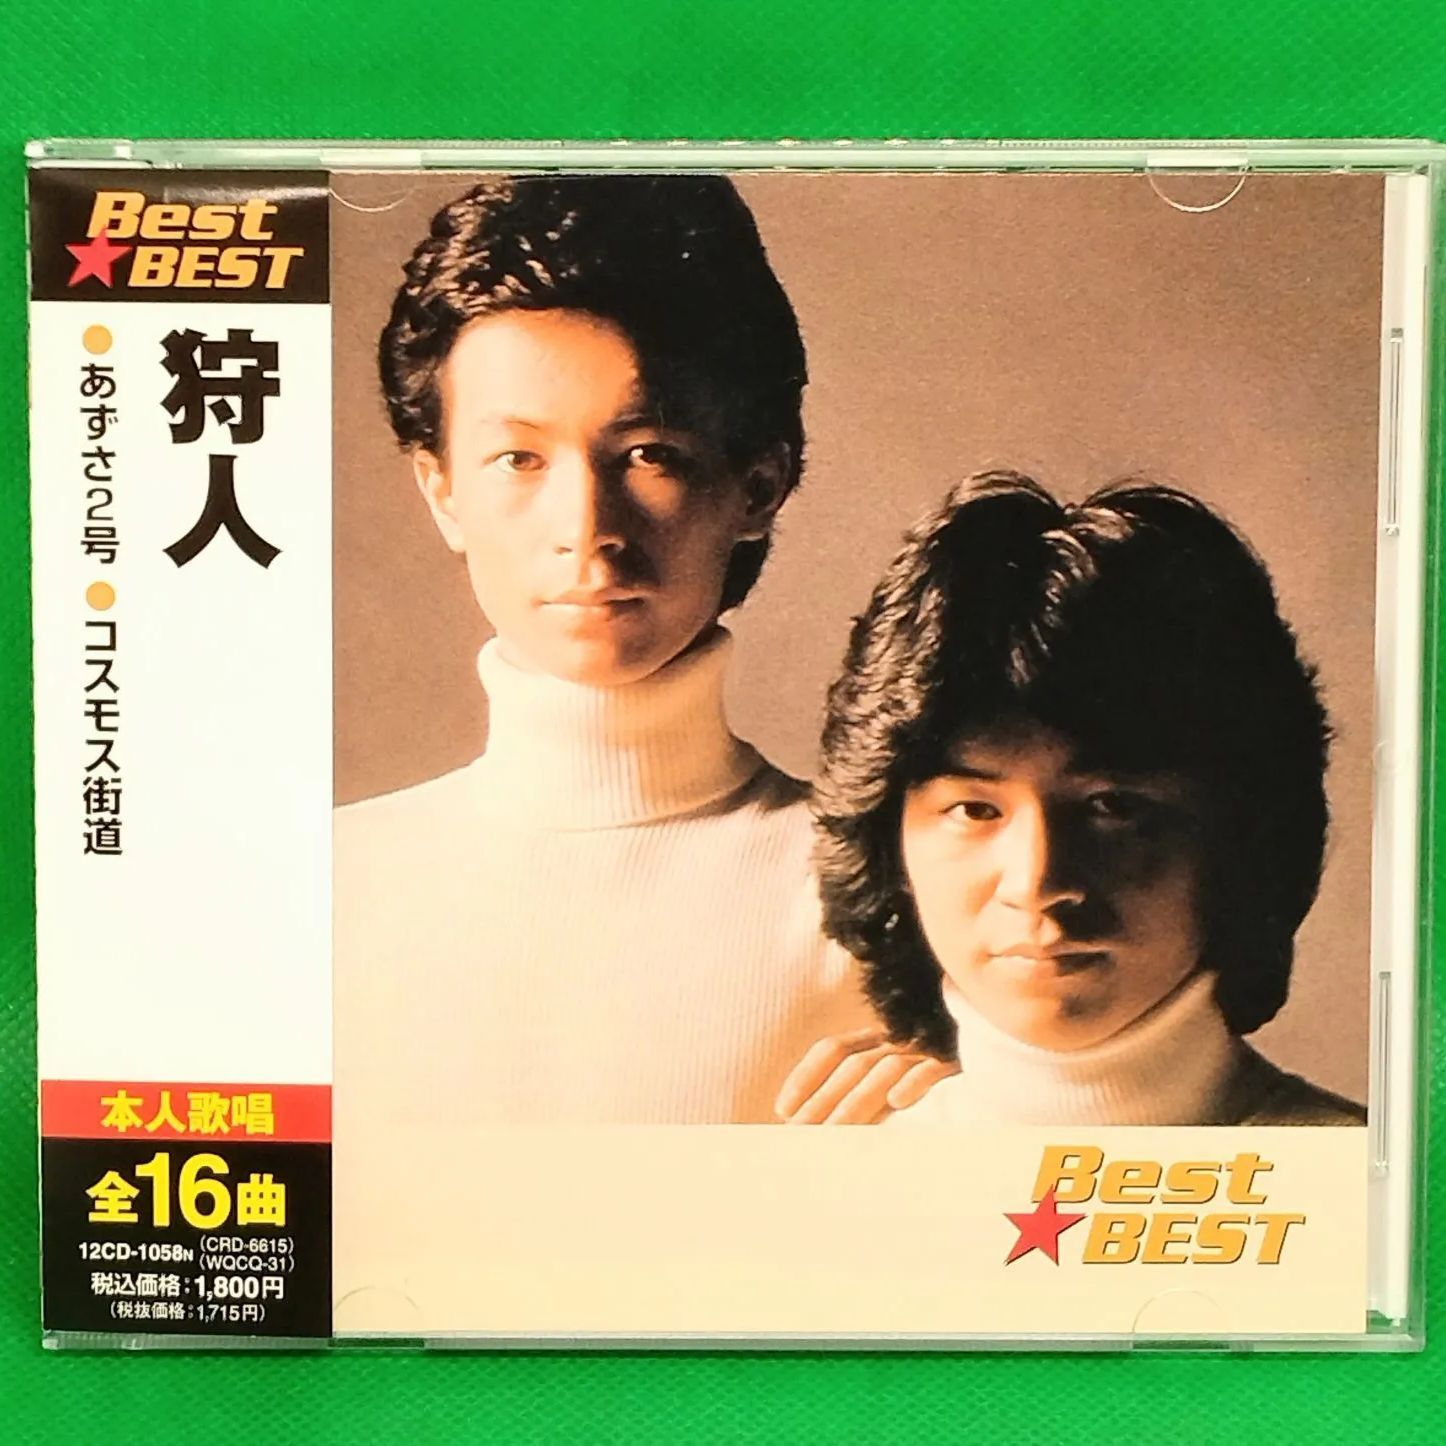 Best
★BEST
狩人
●あずさ2号●コスモス街道
本人歌唱
全16曲
12CD-1058N (CRD-6615)
(WQCQ-31)
税込価格:1,800円
(税抜価格:1,715円)
Best
★BEST